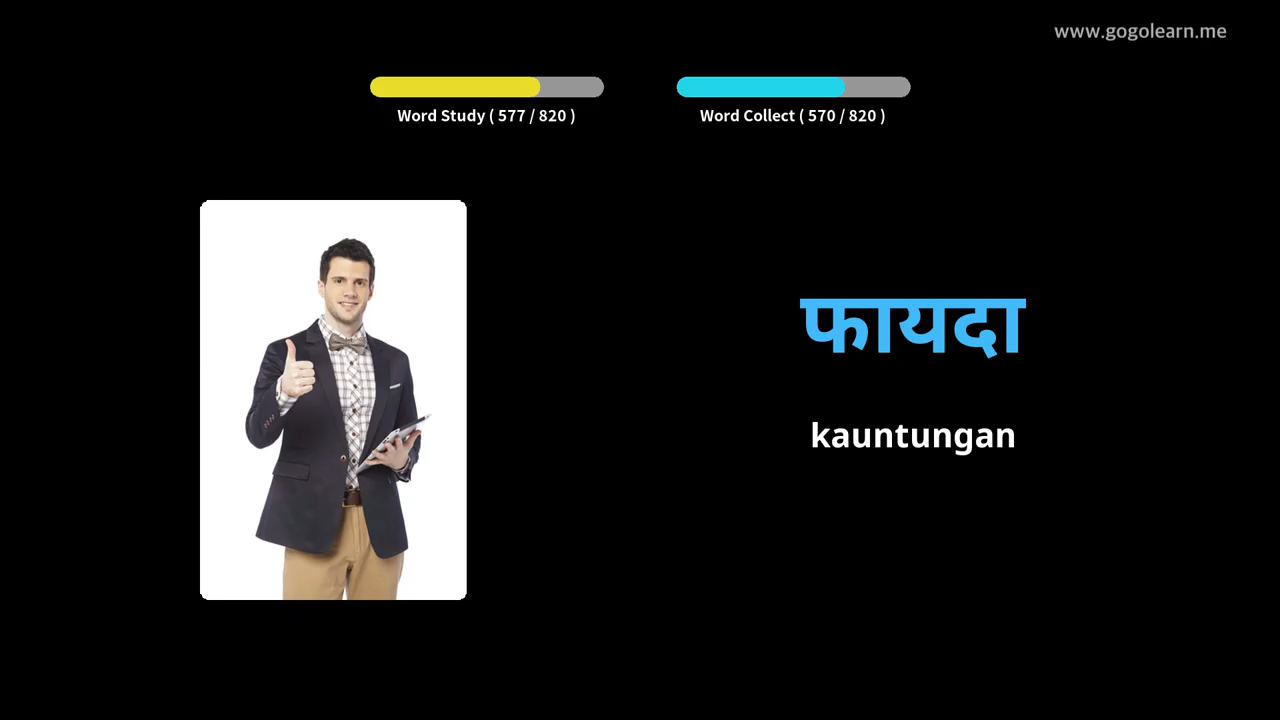 www.gogolearn.me
Word Study ( 577 / 820 )
Word Collect ( 570 / 820 )
फायदा
kauntungan